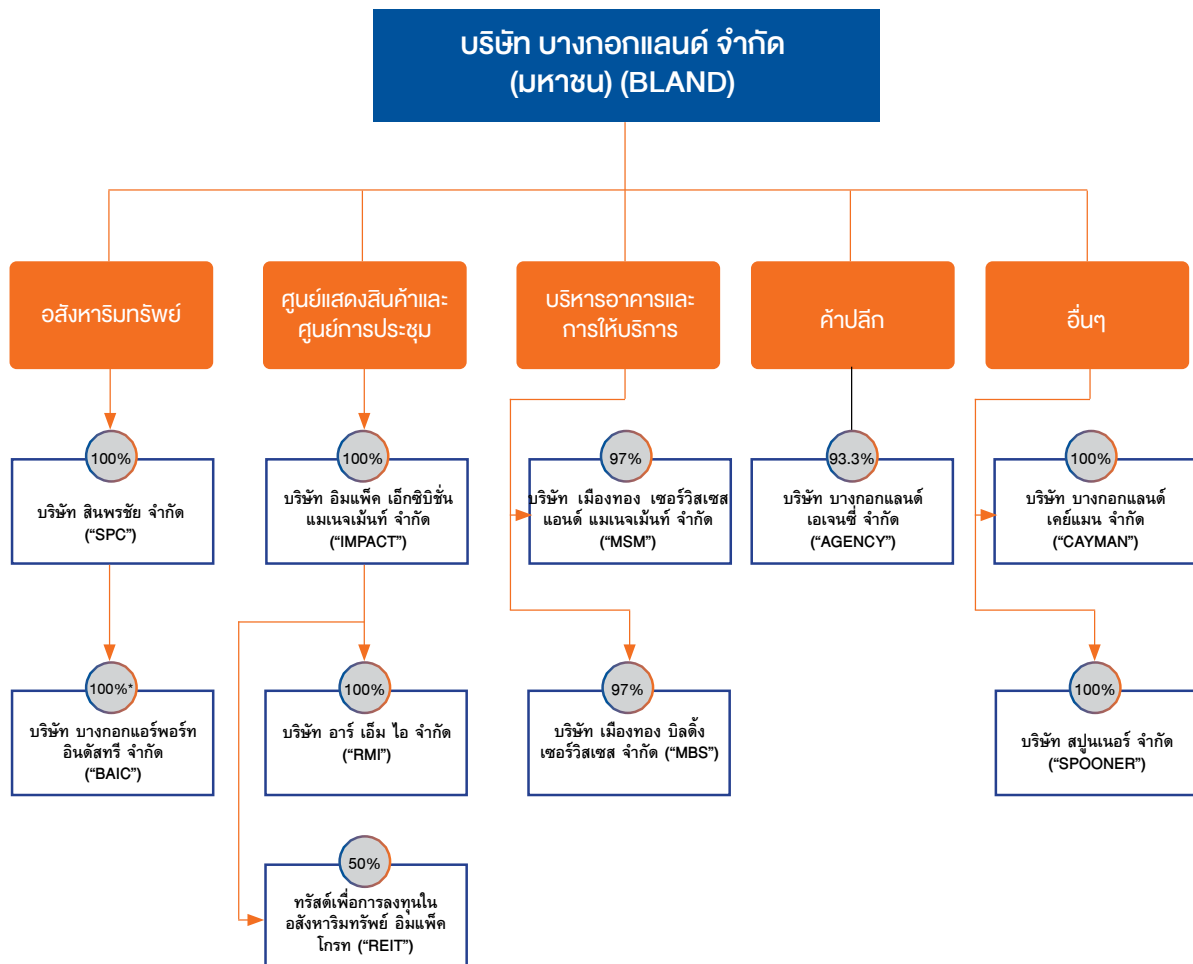 บริษัท บางกอกแลนด์ จำกัด
(มหาชน) (BLAND)
อสังหาริมทรัพย์
ศูนย์แสดงสินค้าและ
ศูนย์การประชุม
บริหารอาคารและ
การให้บริการ
ค้าปลีก
อื่นๆ
100%
บริษัท สินพรชัย จำกัด
(“SPC”)
100%
บริษัท อิมแพ็ค เอ็กซิบิชั่น
แมเนจเม้นท์ จำกัด
(“IMPACT”)
97%
บริษัท เมืองทอง เซอร์วิสเซส
แอนด์ แมเนจเม้นท์ จำกัด
(“MSM”)
93.3%
บริษัท บางกอกแลนด์
เอเจนซี่ จำกัด
(“AGENCY”)
100%
บริษัท บางกอกแลนด์
เคย์แมน จำกัด
(“CAYMAN”)
100%*
บริษัท บางกอกแอร์พอร์ท
อินดัสทรี จำกัด
(“BAIC”)
100%
บริษัท อาร์ เอ็ม ไอ จำกัด
(“RMI”)
97%
บริษัท เมืองทอง บิลดิ้ง
เซอร์วิสเซส จำกัด (“MBS”)
100%
บริษัท สปูนเนอร์ จำกัด
(“SPOONER”)
50%
ทรัสต์เพื่อการลงทุนใน
อสังหาริมทรัพย์ อิมแพ็ค
โกรท (“REIT”)